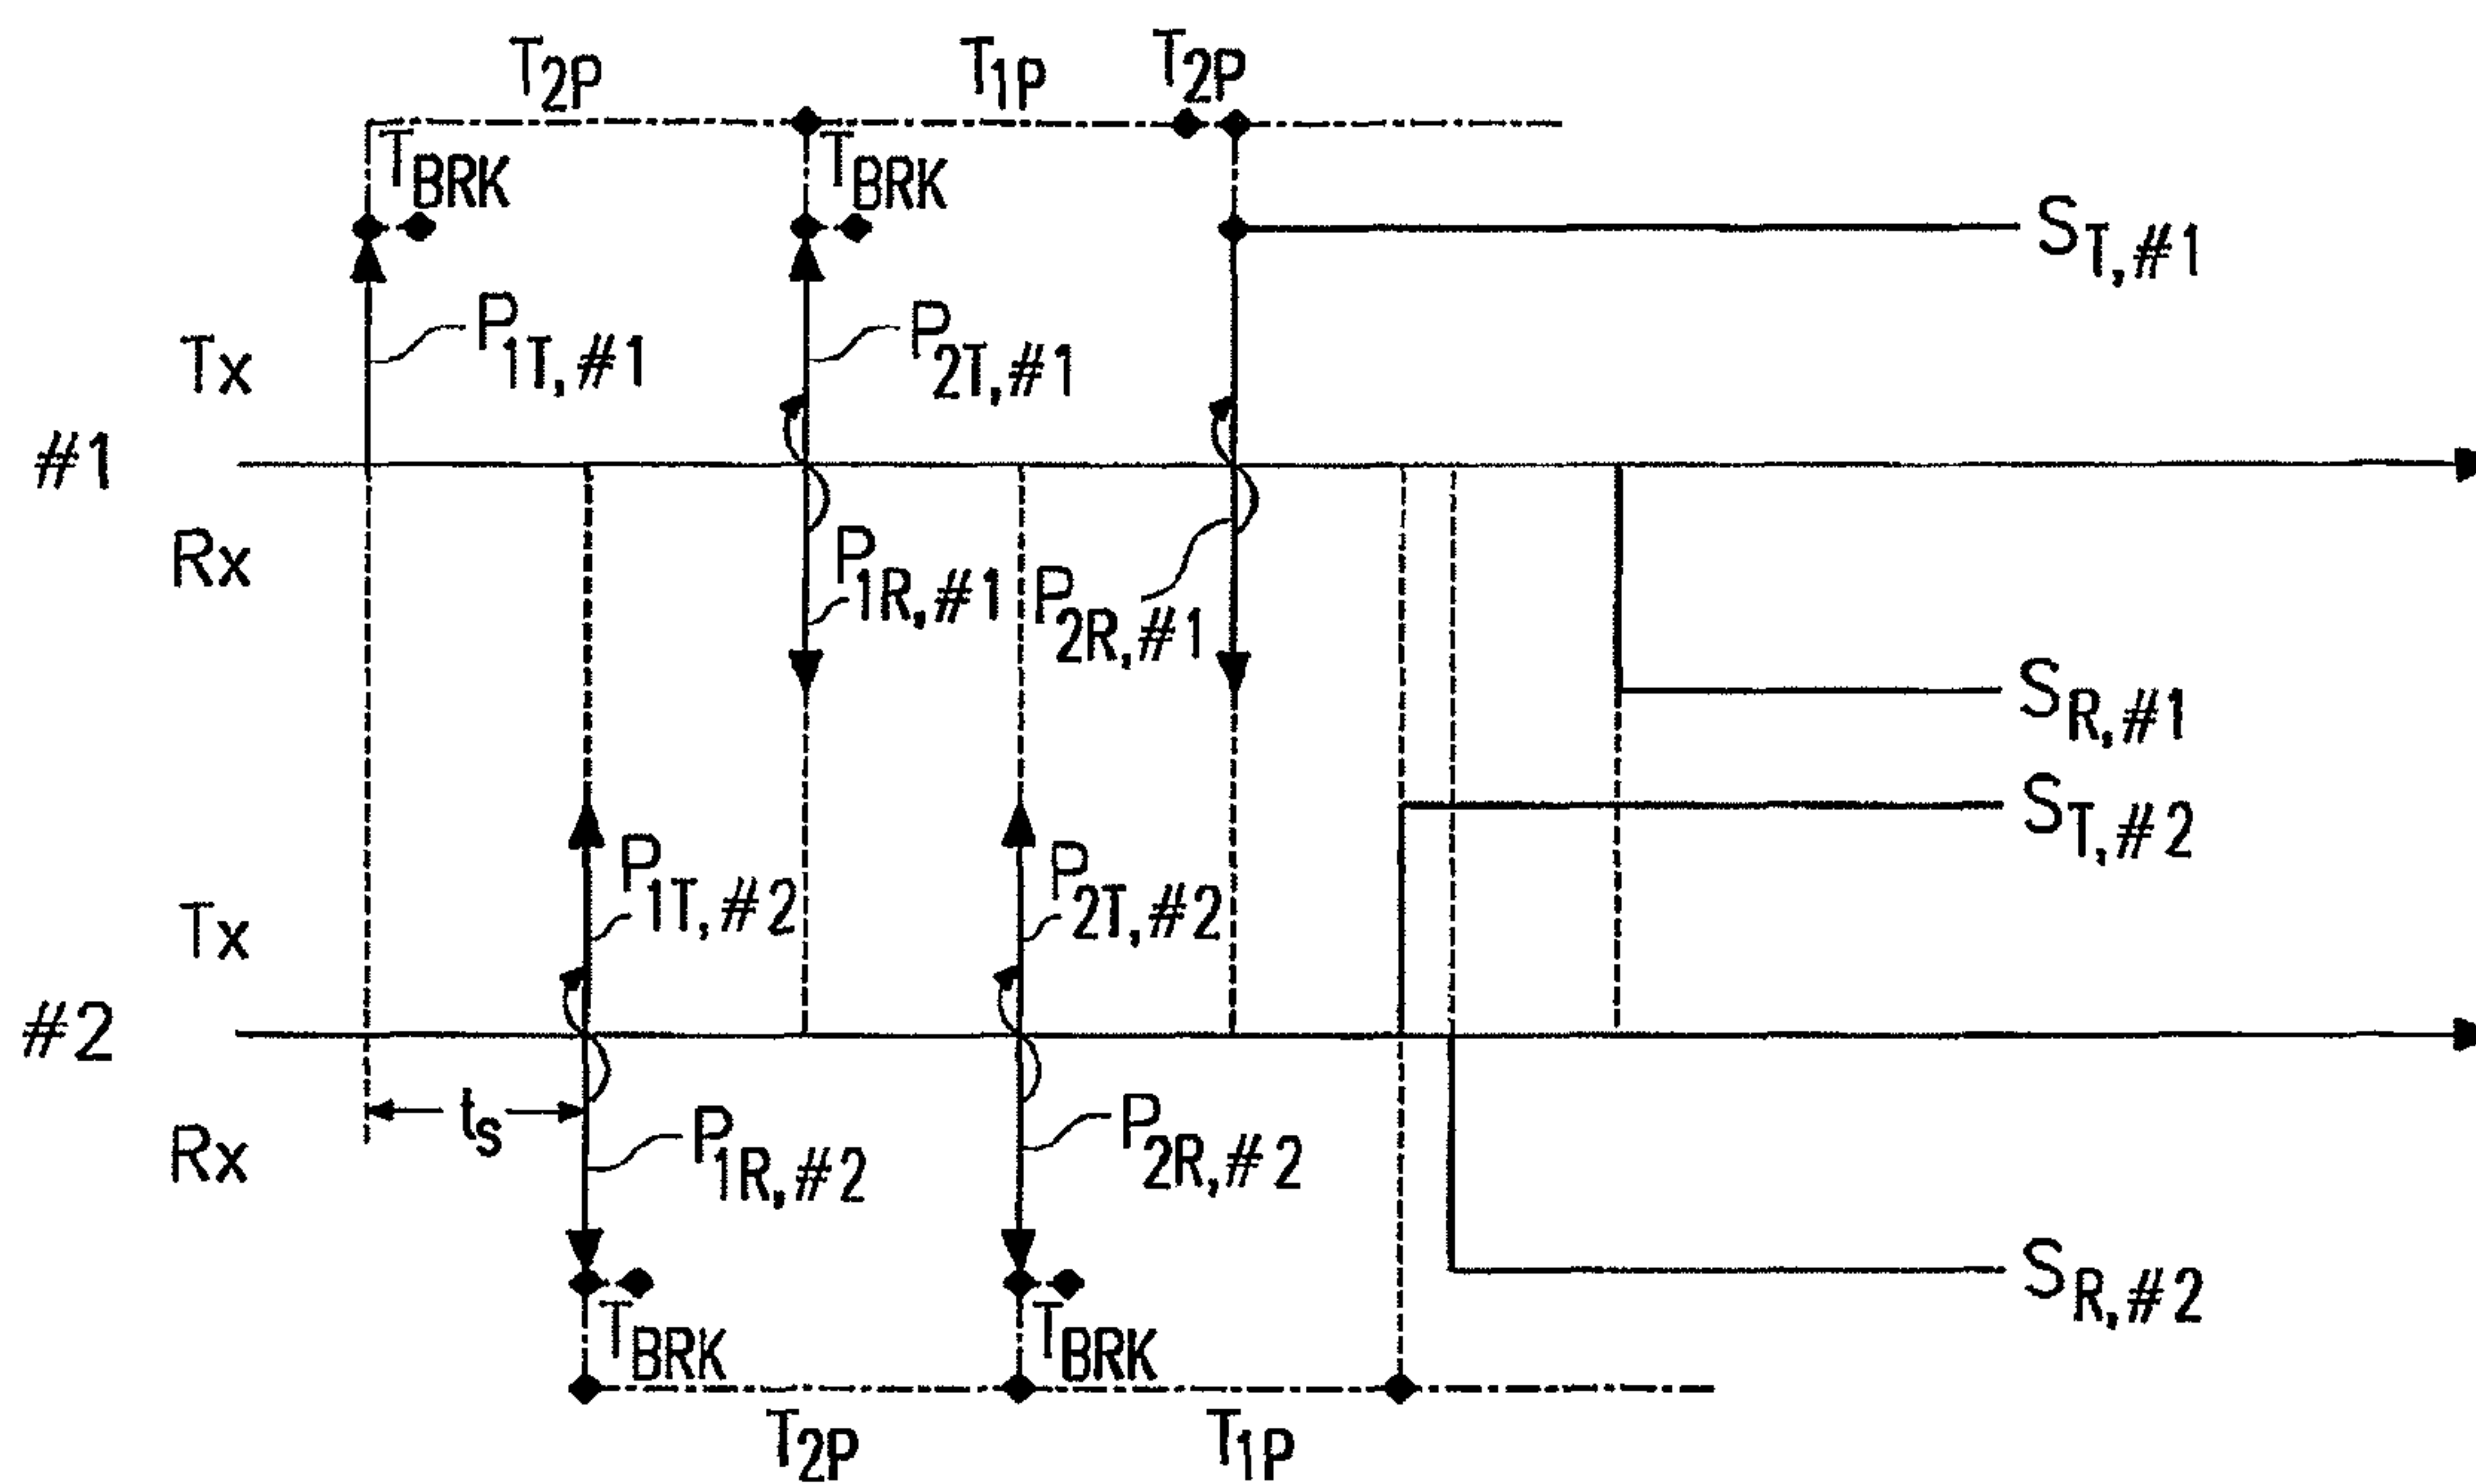 T2P T1P T2P
TBRK TBRK
ST,#1
P1T,#1 P2T,#1
Tx
#1
Rx
P1R,#1 P2R,#1
SR,#1
ST,#2
P1T,#2 P2T,#2
Tx
#2
ts
Rx
P1R,#2 P2R,#2
SR,#2
TBRK TBRK
T2P T1P